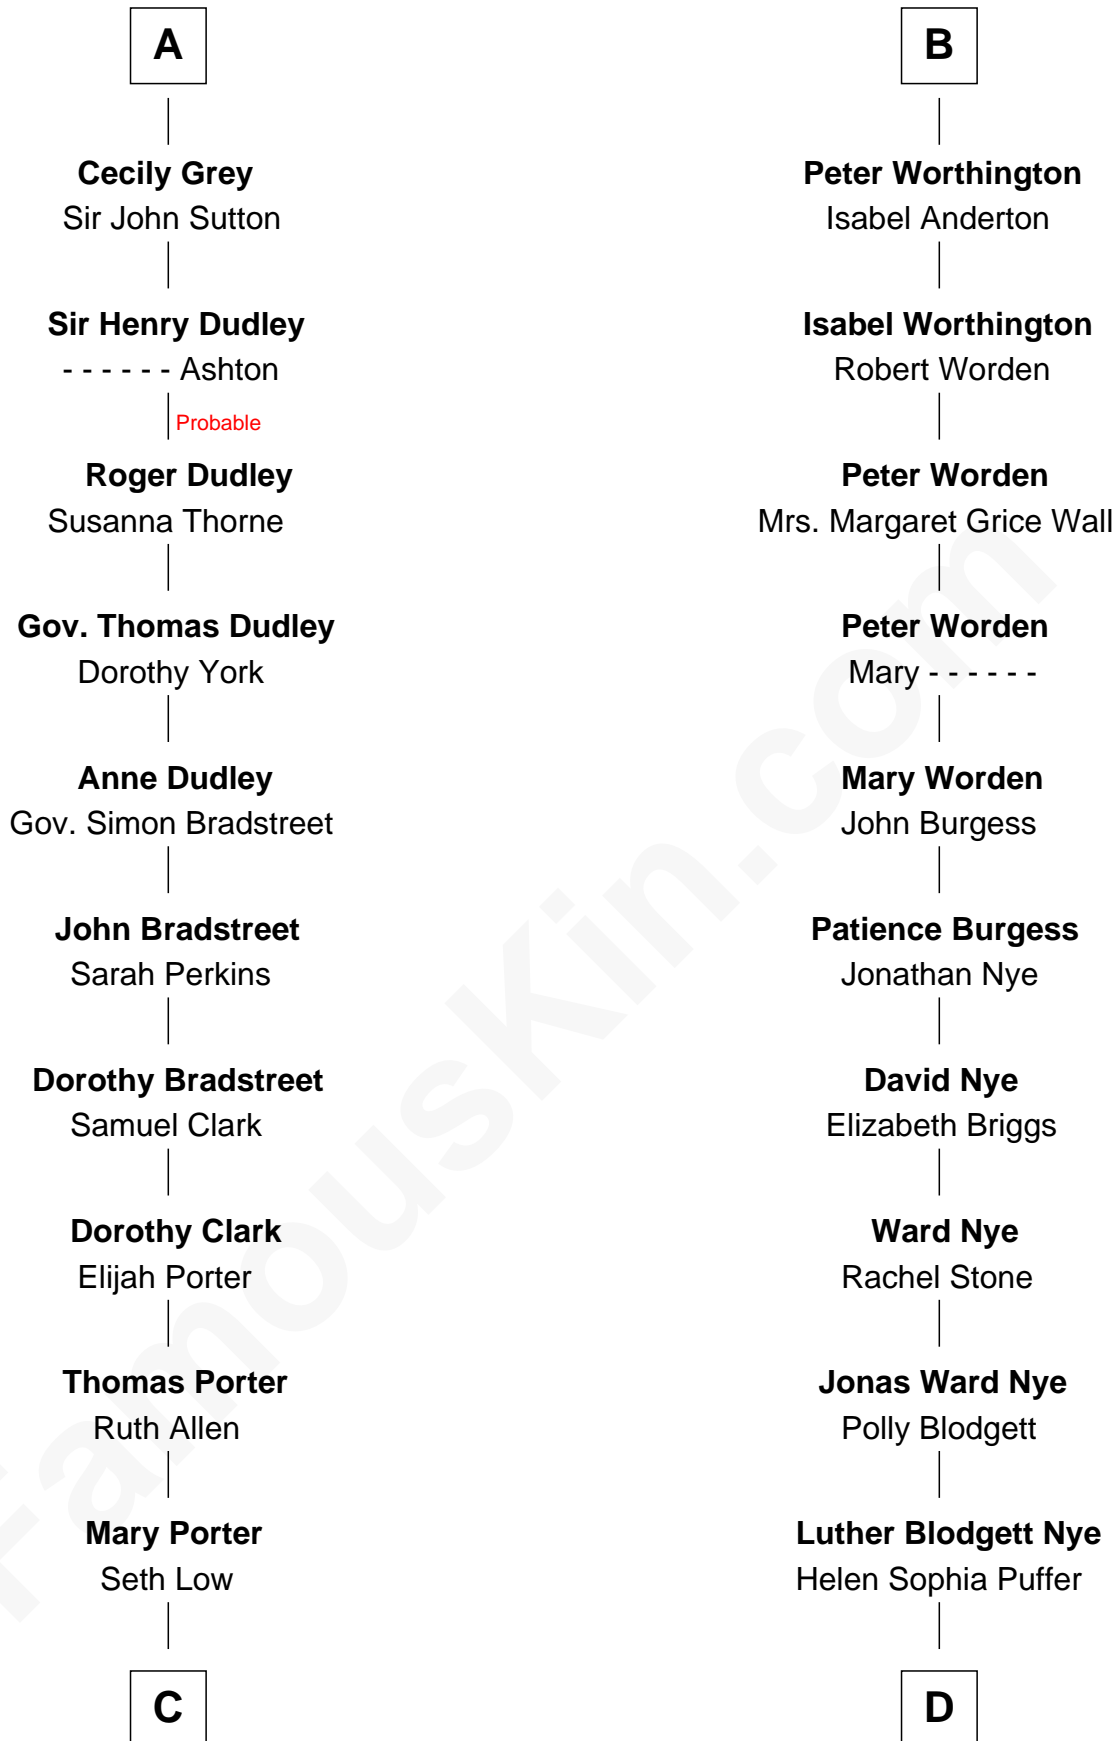 A
Cecily Grey
Sir John Sutton
Sir Henry Dudley
- - - - - - Ashton
Probable
Roger Dudley
Susanna Thorne
Gov. Thomas Dudley
Dorothy York
Anne Dudley
Gov. Simon Bradstreet
John Bradstreet
Sarah Perkins
Dorothy Bradstreet
Samuel Clark
Dorothy Clark
Elijah Porter
Thomas Porter
Ruth Allen
Mary Porter
Seth Low
C
B
Peter Worthington
Isabel Anderton
Isabel Worthington
Robert Worden
Peter Worden
Mrs. Margaret Grice Wall
Peter Worden
Mary - - - - - -
Mary Worden
John Burgess
Patience Burgess
Jonathan Nye
David Nye
Elizabeth Briggs
Ward Nye
Rachel Stone
Jonas Ward Nye
Polly Blodgett
Luther Blodgett Nye
Helen Sophia Puffer
D
FamousKin.com